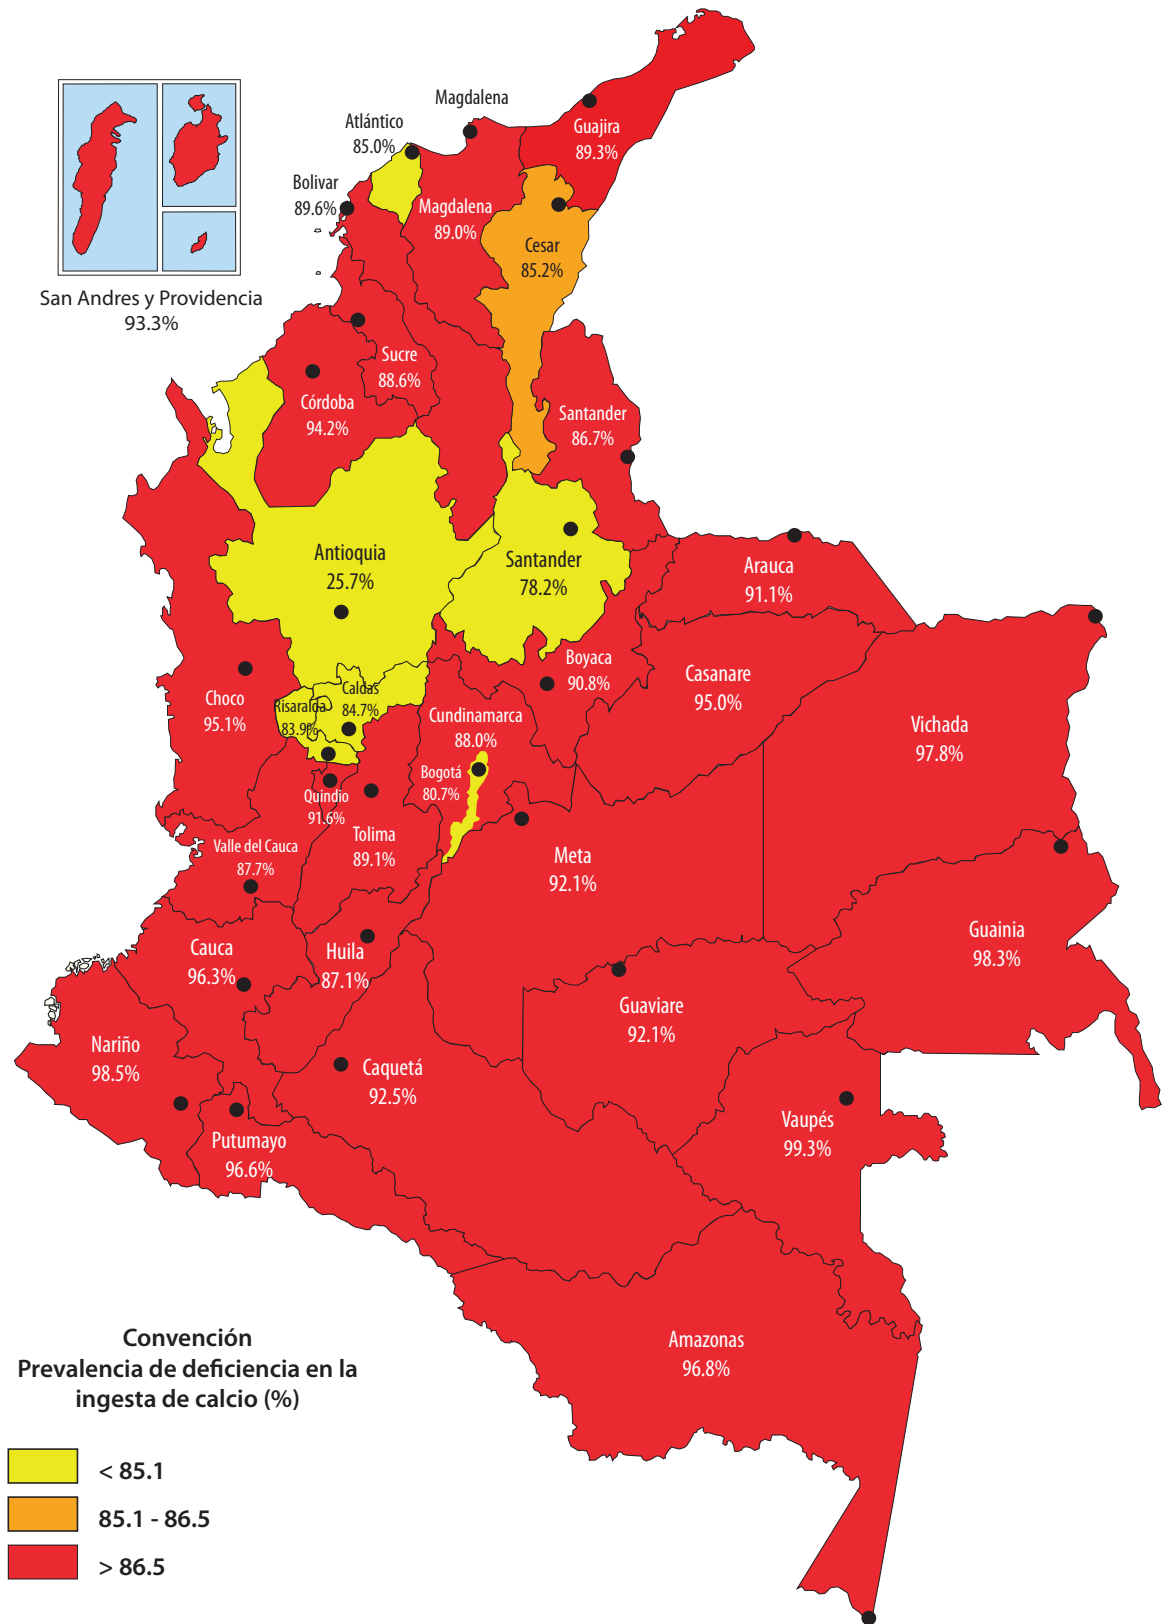 Magdalena
Atlántico
85.0%
Guajira
89.3%
Bolivar
89.6%
Magdalena
89.0%
Cesar
85.2%
San Andres y Providencia
93.3%
Sucre
88.6%
Córdoba
94.2%
Santander
86.7%
Antioquia
25.7%
Santander
78.2%
Arauca
91.1%
Boyaca
90.8%
Casanare
95.0%
Choco
95.1%
Caldas
84.7%
Risaralda
83.9%
Cundinamarca
88.0%
Vichada
97.8%
Bogotá
80.7%
Quindio
91.6%
Tolima
89.1%
Valle del Cauca
87.7%
Meta
92.1%
Guainia
98.3%
Cauca
96.3%
Huila
87.1%
Guaviare
92.1%
Nariño
98.5%
Caquetá
92.5%
Vaupés
99.3%
Putumayo
96.6%
Amazonas
96.8%
Convención
Prevalencia de deficiencia en la
ingesta de calcio (%)
< 85.1
85.1 - 86.5
> 86.5